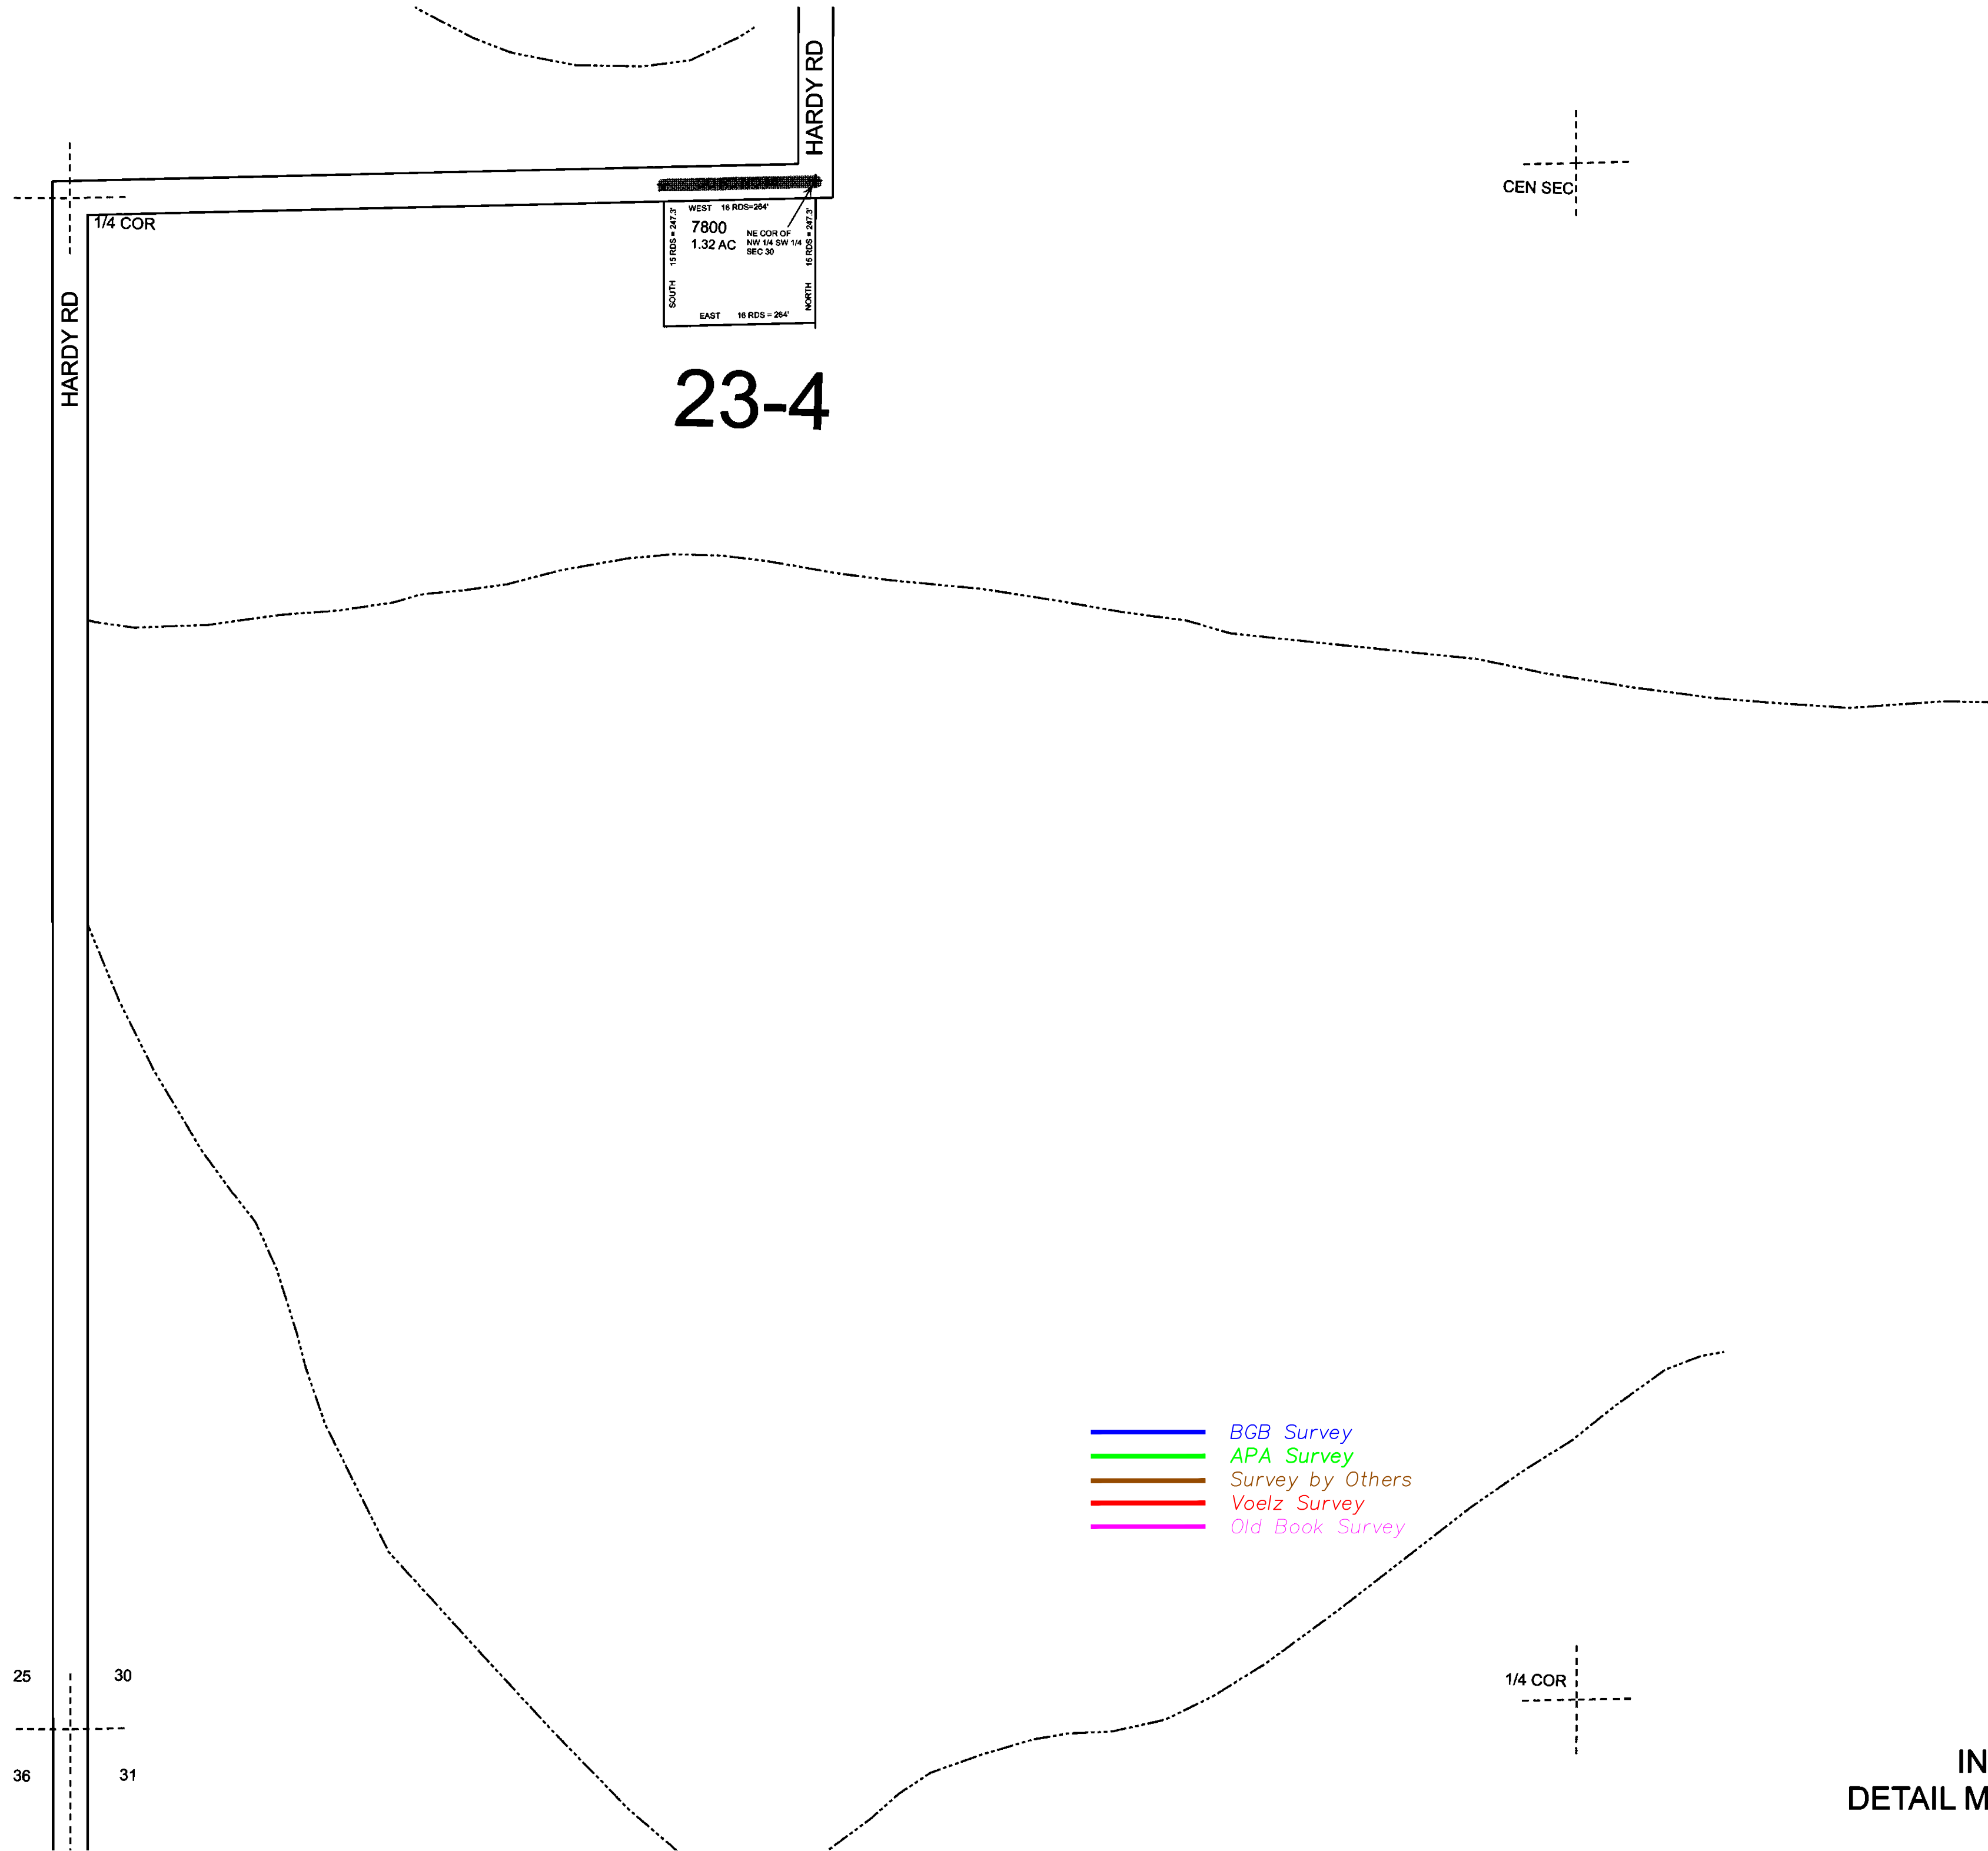 HARDY RD
CEN SEC
1/4 COR
WEST 16 RDS=264'
7800
1.32 AC
NE COR OF
NW 1/4 SW 1/4
SEC 30
SOUTH 15 RDS = 247.3'
NORTH 15 RDS = 247.3'
EAST 16 RDS = 264'
HARDY RD
23-4
BGB Survey
APA Survey
Survey by Others
Voelz Survey
Old Book Survey
25 30
1/4 COR
36 31
IN
DETAIL M